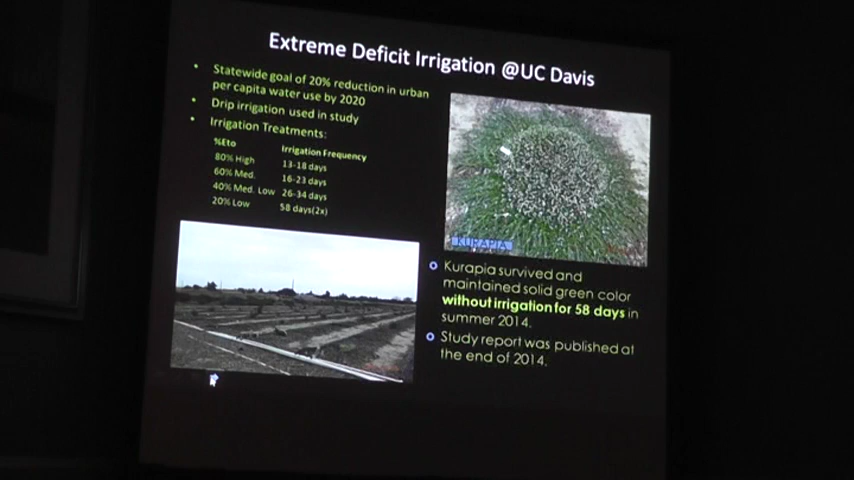 Extreme Deficit Irrigation @UC Davis
• Statewide goal of 20% reduction in urban
per capita water use by 2020
• Drip irrigation used in study
• Irrigation Treatments:
%Eto Irrigation Frequency
80% High 13-18 days
60% Med. 16-23 days
40% Med. Low 26-34 days
20% Low 58 days(2x)
KURAPIA
Kurapia survived and
maintained solid green color
without irrigation for 58 days in
summer 2014.
Study report was published at
the end of 2014.